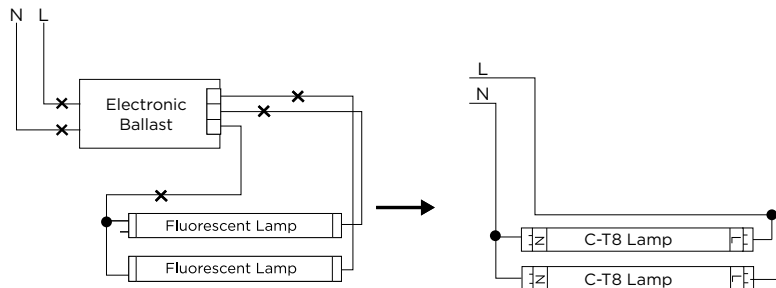 N L
Electronic
Ballast
Fluorescent Lamp
Fluorescent Lamp
L
N
N C-T8 Lamp L
N C-T8 Lamp L